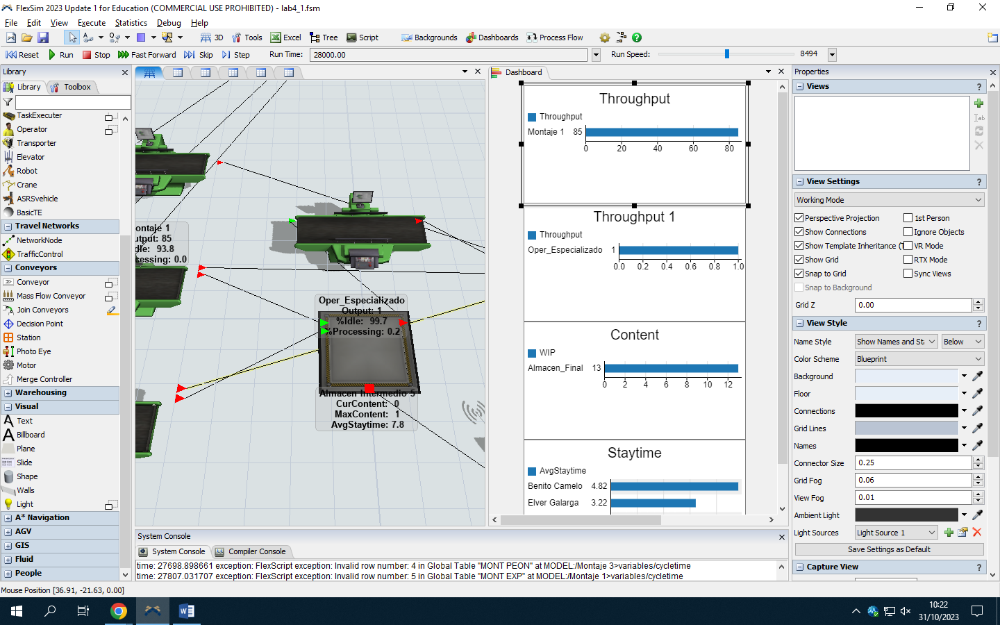 FlexSim 2023 Update 1 for Education (COMMERCIAL USE PROHIBITED) - lab4_1.fsm
File Edit View Execute Statistics Debug Help
3D Tools Excel Tree Script Backgrounds Dashboards Process Flow
Reset Run Stop Fast Forward Skip Step Run Time: 28000.00 Run Speed: 8494
Library
Library Toolbox
TaskExecuter
Operator
Transporter
Elevator
Robot
Crane
ASRSvehicle
BasicTE
Travel Networks
NetworkNode
TrafficControl
Conveyors
Conveyor
Mass Flow Conveyor
Join Conveyors
Decision Point
Station
Photo Eye
Motor
Merge Controller
Warehousing
Visual
Text
Billboard
Plane
Slide
Shape
Walls
Light
A* Navigation
AGV
GIS
Fluid
People
ontaje 1
utput: 85
dle: 93.8
cessing: 0.0
Oper_Especializado
Output: 1
%Idle: 99.7
%Processing: 0.2
Almacen Intermedio 5
CurContent: 0
MaxContent: 1
AvgStaytime: 7.8
Dashboard
Throughput
Throughput
Montaje 1 85
0 20 40 60 80
Throughput 1
Throughput
Oper_Especializado 1
0.0 0.2 0.4 0.6 0.8 1.0
Content
WIP
Almacen_Final 13
0 2 4 6 8 10 12
Staytime
AvgStaytime
Benito Camelo 4.82
Elver Galarga 3.22
System Console
System Console Compiler Console
time: 27698.898661 exception: FlexScript exception: Invalid row number: 4 in Global Table "MONT PEON" at MODEL:/Montaje 3>variables/cycletime
time: 27807.031707 exception: FlexScript exception: Invalid row number: 5 in Global Table "MONT EXP" at MODEL:/Montaje 1>variables/cycletime
Properties
Views ?
View Settings ?
Working Mode
Perspective Projection 1st Person
Show Connections Ignore Objects
Show Template Inheritance (T VR Mode
Show Grid RTX Mode
Snap to Grid Sync Views
Snap to Background
Grid Z 0.00
View Style ?
Name Style Show Names and St Below
Color Scheme Blueprint
Background
Floor
Connections
Grid Lines
Names
Connector Size 0.25
Grid Fog 0.06
View Fog 0.01
Ambient Light
Light Sources Light Source 1
Save Settings as Default
Capture View ?
Mouse Position [36.91, -21.63, 0.00]
10:22
31/10/2023